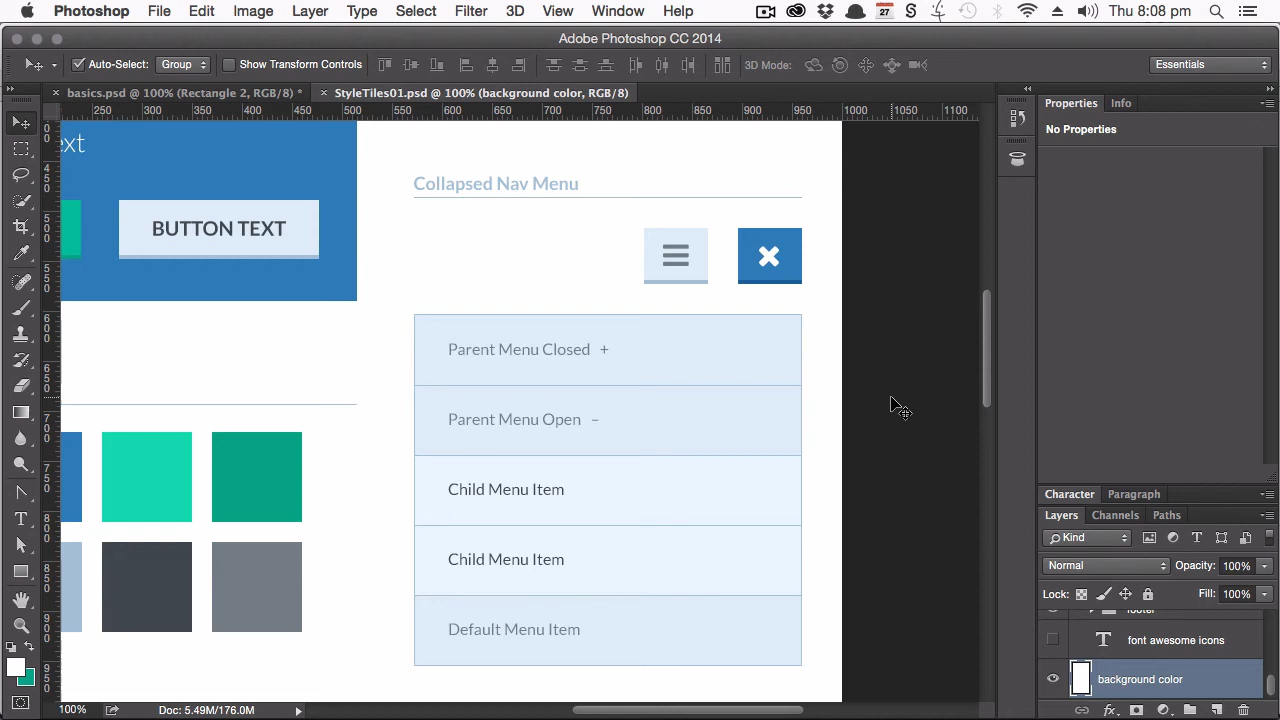 Photoshop File Edit Image Layer Type Select Filter 3D View Window Help 27 S Thu 8:08 pm
Adobe Photoshop CC 2014
Auto-Select: Group Show Transform Controls 3D Mode: Essentials
× basics.psd @ 100% (Rectangle 2, RGB/8) * × StyleTiles01.psd @ 100% (background color, RGB/8)
250 300 350 400 450 500 550 600 650 700 750 800 850 900 950 1000 1050 1100
Properties Info
No Properties
Collapsed Nav Menu
BUTTON TEXT
Parent Menu Closed +
Parent Menu Open –
Child Menu Item
Child Menu Item
Default Menu Item
Character Paragraph
Layers Channels Paths
Kind
Normal Opacity: 100%
Lock: Fill: 100%
font awesome icons
background color
100% Doc: 5.49M/176.0M